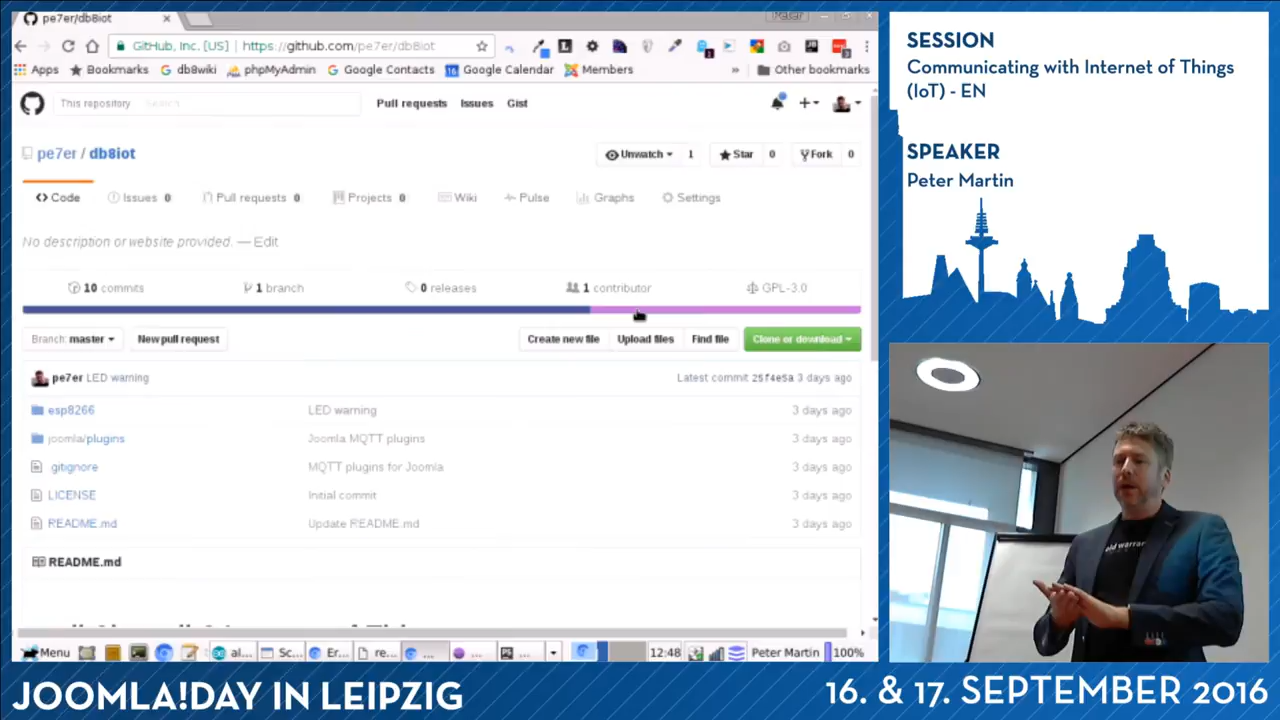 pe7er/db8iot
GitHub, Inc. [US] https://github.com/pe7er/db8iot
Apps Bookmarks db8wiki phpMyAdmin Google Contacts Google Calendar Members » Other bookmarks
This repository Search Pull requests Issues Gist
pe7er / db8iot Unwatch 1 Star 0 Fork 0
Code Issues 0 Pull requests 0 Projects 0 Wiki Pulse Graphs Settings
No description or website provided. — Edit
10 commits 1 branch 0 releases 1 contributor GPL-3.0
Branch: master New pull request Create new file Upload files Find file Clone or download
pe7er LED warning Latest commit 25f4e5a 3 days ago
esp8266 LED warning 3 days ago
joomla/plugins Joomla MQTT plugins 3 days ago
.gitignore MQTT plugins for Joomla 3 days ago
LICENSE Initial commit 3 days ago
README.md Update README.md 3 days ago
README.md
Menu al... Sc... Er... re... ... ... ... 12:48 Peter Martin 100%
SESSION
Communicating with Internet of Things
(IoT) - EN
SPEAKER
Peter Martin
JOOMLA!DAY IN LEIPZIG
16. & 17. SEPTEMBER 2016